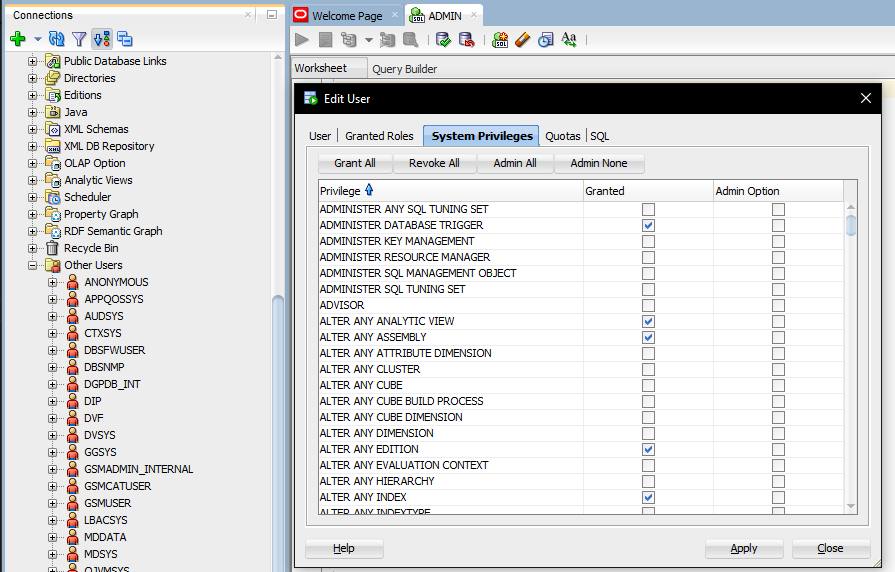 Connections
Public Database Links
Directories
Editions
Java
XML Schemas
XML DB Repository
OLAP Option
Analytic Views
Scheduler
Property Graph
RDF Semantic Graph
Recycle Bin
Other Users
ANONYMOUS
APPQOSSYS
AUDSYS
CTXSYS
DBSFWUSER
DBSNMP
DGPDB_INT
DIP
DVF
DVSYS
GGSYS
GSMADMIN_INTERNAL
GSMCATUSER
GSMUSER
LBACSYS
MDDATA
MDSYS
OJVMSYS
Welcome Page
SQL ADMIN
SQL Aa
Worksheet Query Builder
Edit User
User Granted Roles System Privileges Quotas SQL
Grant All Revoke All Admin All Admin None
Privilege Granted Admin Option
ADMINISTER ANY SQL TUNING SET
ADMINISTER DATABASE TRIGGER
ADMINISTER KEY MANAGEMENT
ADMINISTER RESOURCE MANAGER
ADMINISTER SQL MANAGEMENT OBJECT
ADMINISTER SQL TUNING SET
ADVISOR
ALTER ANY ANALYTIC VIEW
ALTER ANY ASSEMBLY
ALTER ANY ATTRIBUTE DIMENSION
ALTER ANY CLUSTER
ALTER ANY CUBE
ALTER ANY CUBE BUILD PROCESS
ALTER ANY CUBE DIMENSION
ALTER ANY DIMENSION
ALTER ANY EDITION
ALTER ANY EVALUATION CONTEXT
ALTER ANY HIERARCHY
ALTER ANY INDEX
ALTER ANY INDEXTYPE
Help Apply Close